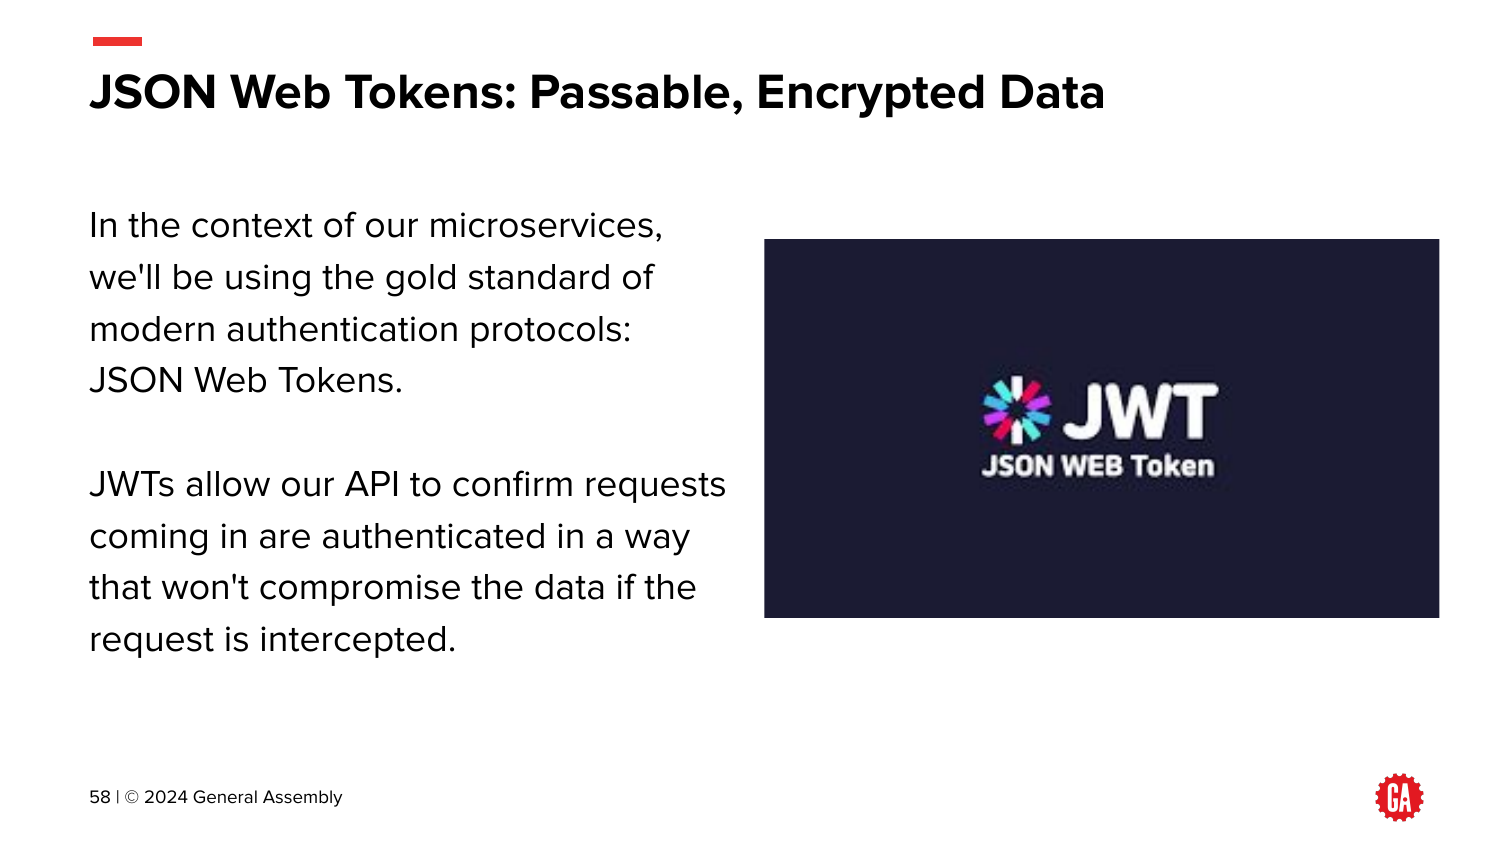 JSON Web Tokens: Passable, Encrypted Data
In the context of our microservices,
we'll be using the gold standard of
modern authentication protocols:
JSON Web Tokens.
JWTs allow our API to confirm requests
coming in are authenticated in a way
that won't compromise the data if the
request is intercepted.
JWT
JSON WEB Token
58 | © 2024 General Assembly
GA